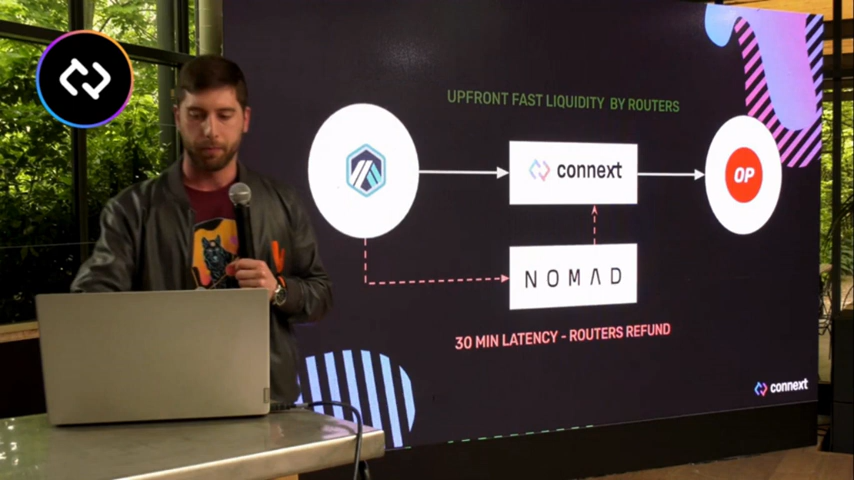 UPFRONT FAST LIQUIDITY BY ROUTERS
connext
OP
NOMAD
30 MIN LATENCY - ROUTERS REFUND
connext